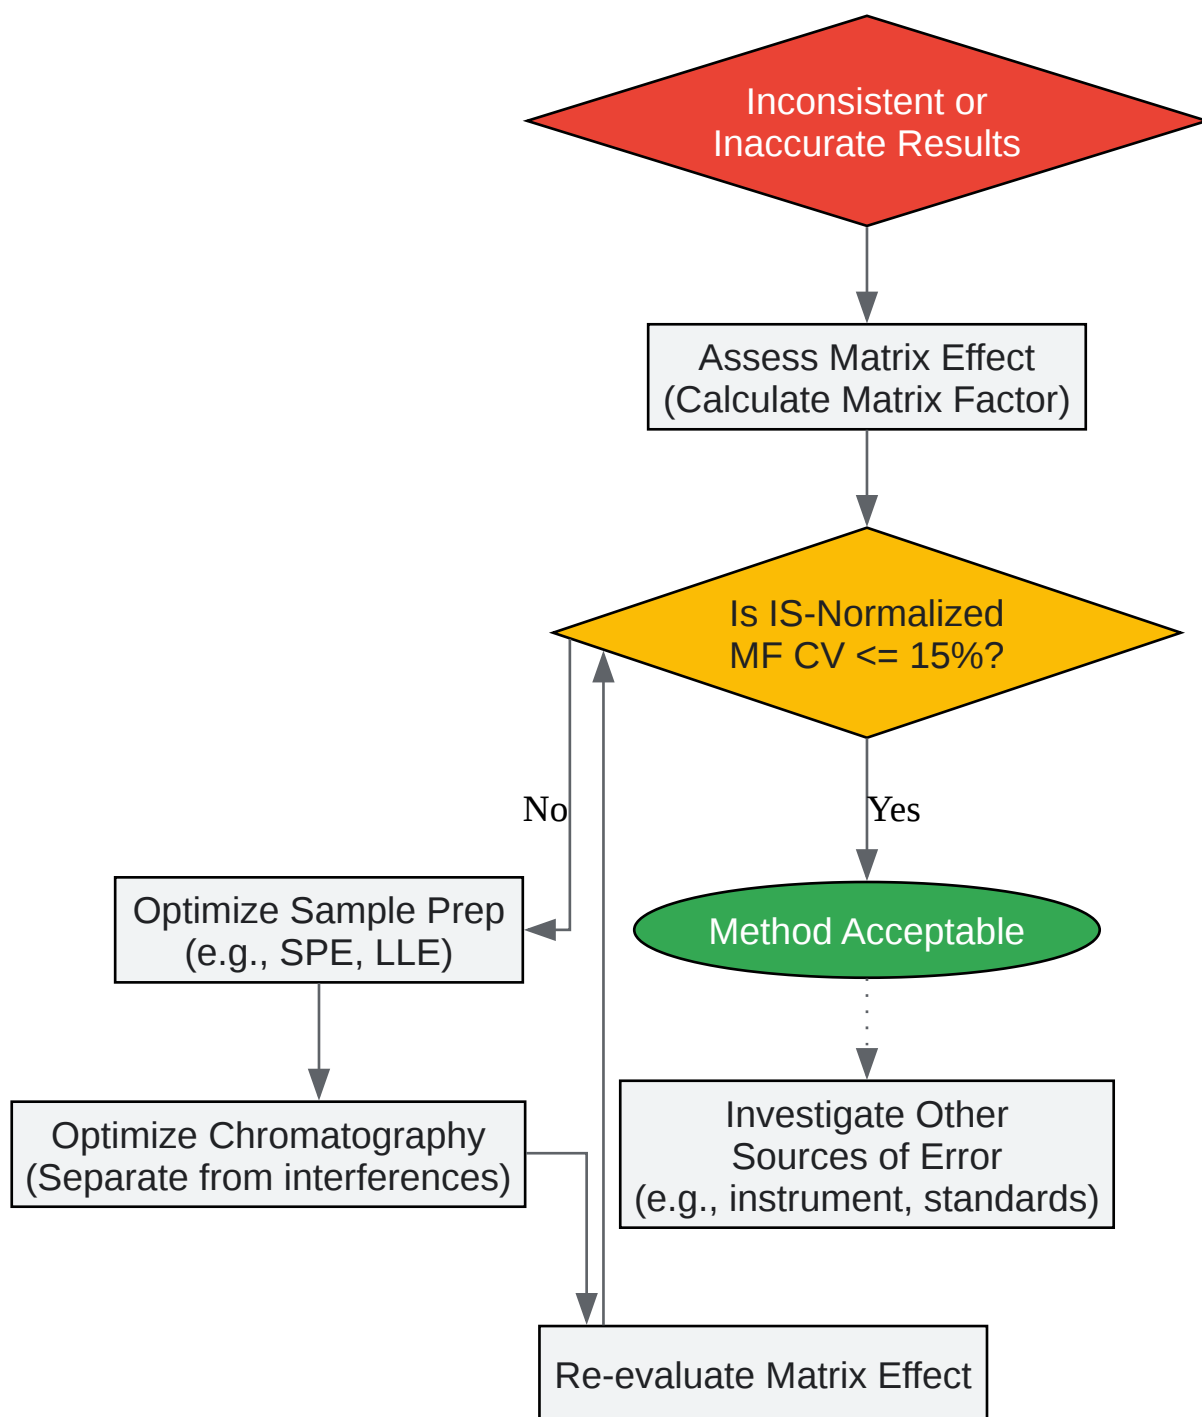 Inconsistent or
Inaccurate Results
Assess Matrix Effect
(Calculate Matrix Factor)
Is IS-Normalized
MF CV <= 15%?
No
Yes
Optimize Sample Prep
(e.g., SPE, LLE)
Method Acceptable
Optimize Chromatography
(Separate from interferences)
Investigate Other
Sources of Error
(e.g., instrument, standards)
Re-evaluate Matrix Effect